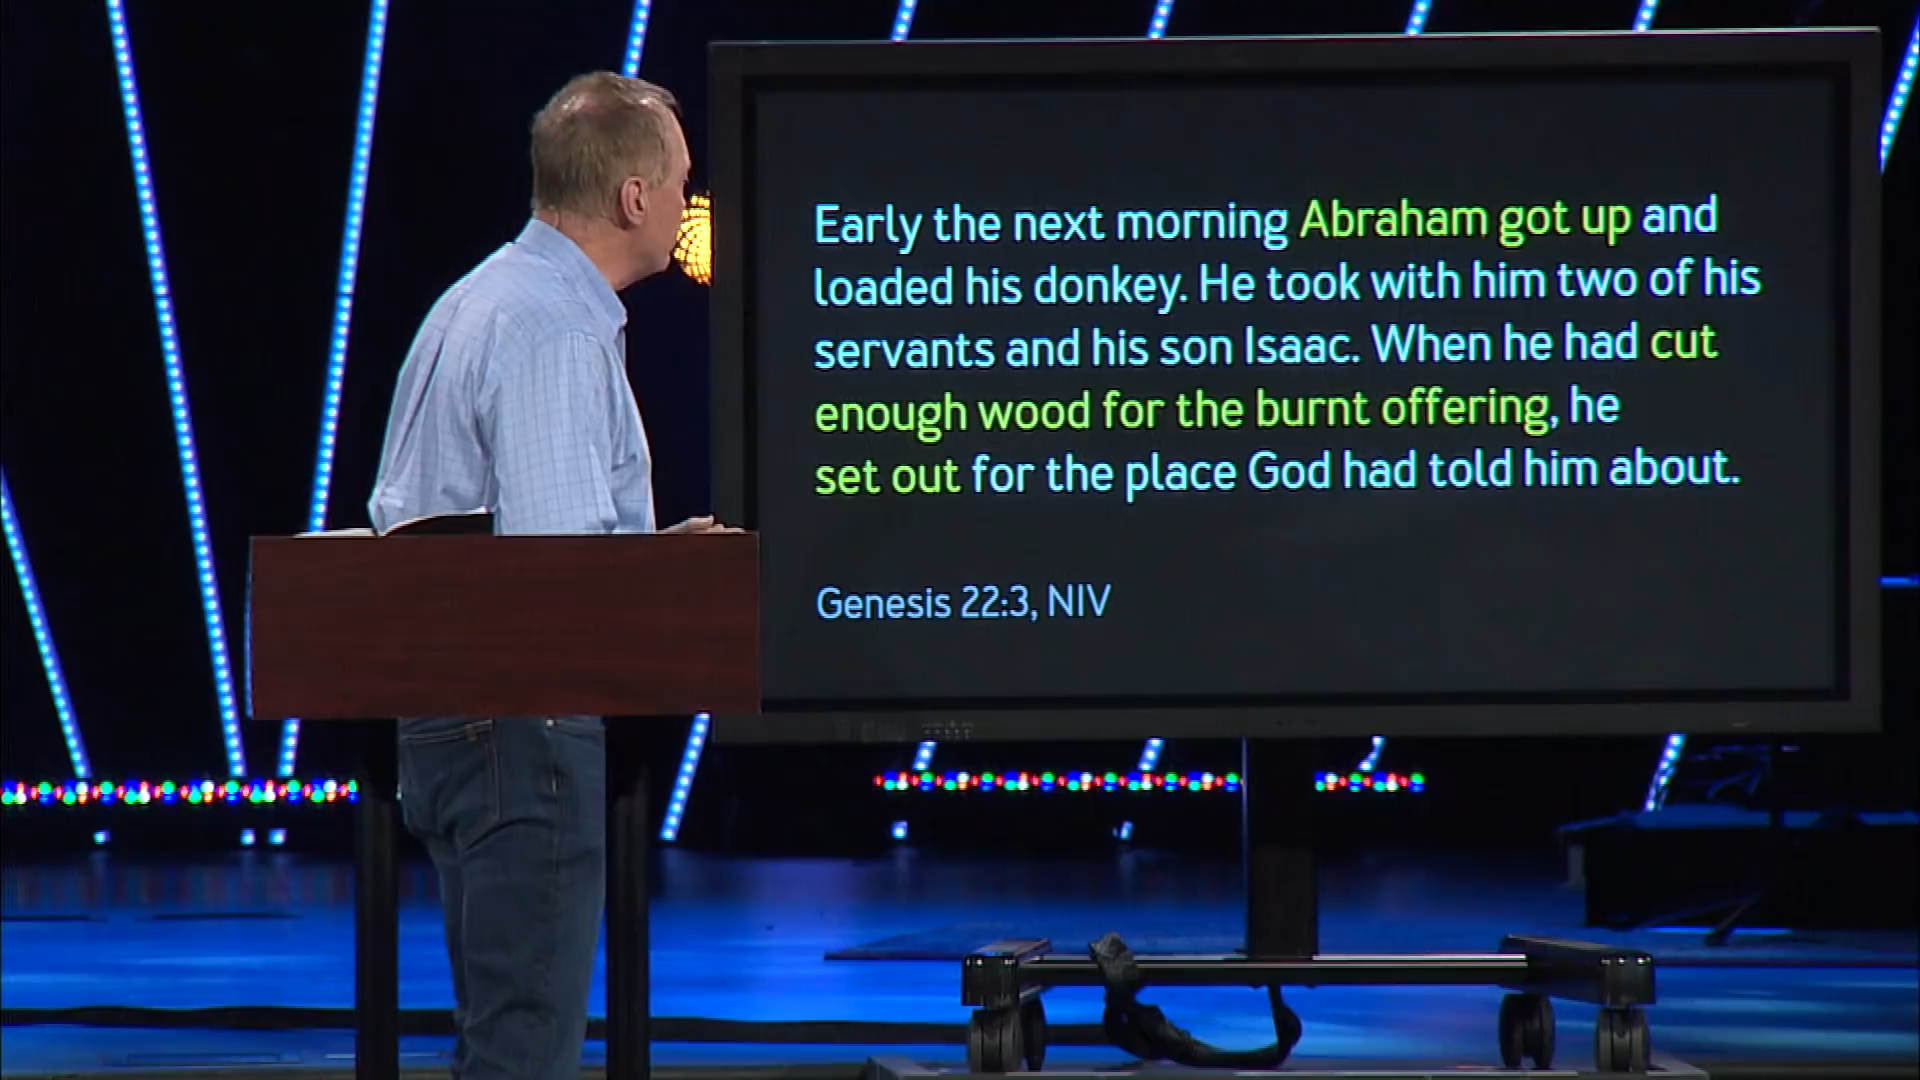 Early the next morning Abraham got up and
loaded his donkey. He took with him two of his
servants and his son Isaac. When he had cut
enough wood for the burnt offering, he
set out for the place God had told him about.
Genesis 22:3, NIV